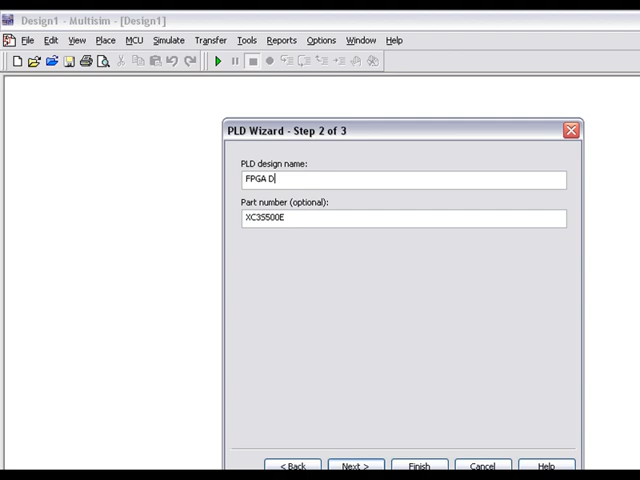 Design1 - Multisim - [Design1]
File Edit View Place MCU Simulate Transfer Tools Reports Options Window Help
PLD Wizard - Step 2 of 3
PLD design name:
FPGA D
Part number (optional):
XC3S500E
< Back Next > Finish Cancel Help